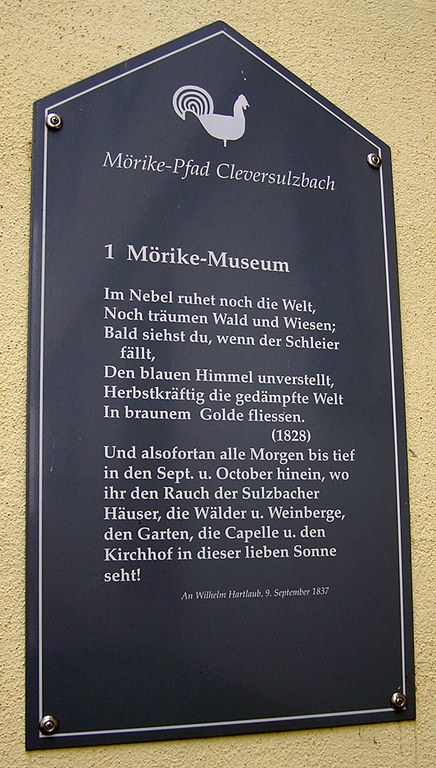 Mörike-Pfad Cleversulzbach
1 Mörike-Museum
Im Nebel ruhet noch die Welt,
Noch träumen Wald und Wiesen;
Bald siehst du, wenn der Schleier
fällt,
Den blauen Himmel unverstellt,
Herbstkräftig die gedämpfte Welt
In braunem Golde fliessen.
(1828)
Und alsofortan alle Morgen bis tief
in den Sept. u. October hinein, wo
ihr den Rauch der Sulzbacher
Häuser, die Wälder u. Weinberge,
den Garten, die Capelle u. den
Kirchhof in dieser lieben Sonne
seht!
An Wilhelm Hartlaub, 9. September 1837